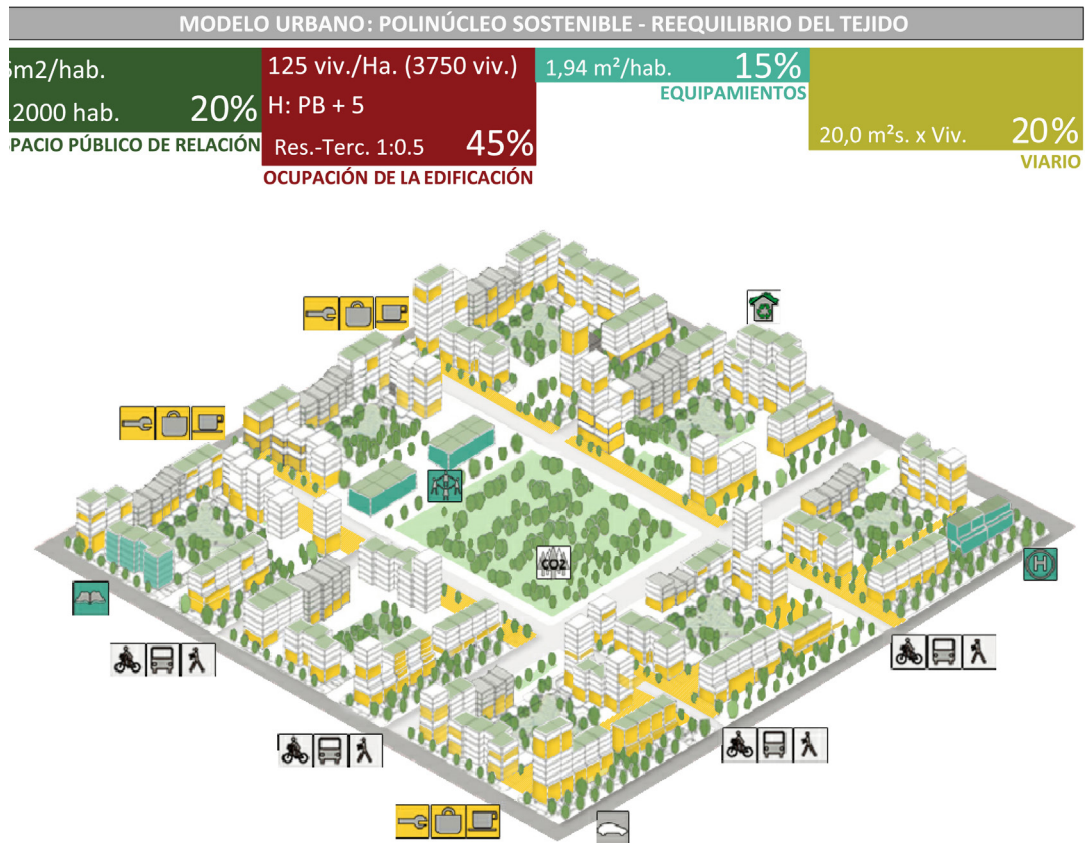 MODELO URBANO: POLINÚCLEO SOSTENIBLE - REEQUILIBRIO DEL TEJIDO
m2/hab.
2000 hab. 20%
PACIO PÚBLICO DE RELACIÓN
125 viv./Ha. (3750 viv.)
H: PB + 5
Res.-Terc. 1:0.5 45%
OCUPACIÓN DE LA EDIFICACIÓN
1,94 m²/hab. 15%
EQUIPAMIENTOS
20,0 m²s. x Viv. 20%
VIARIO
CO2
H